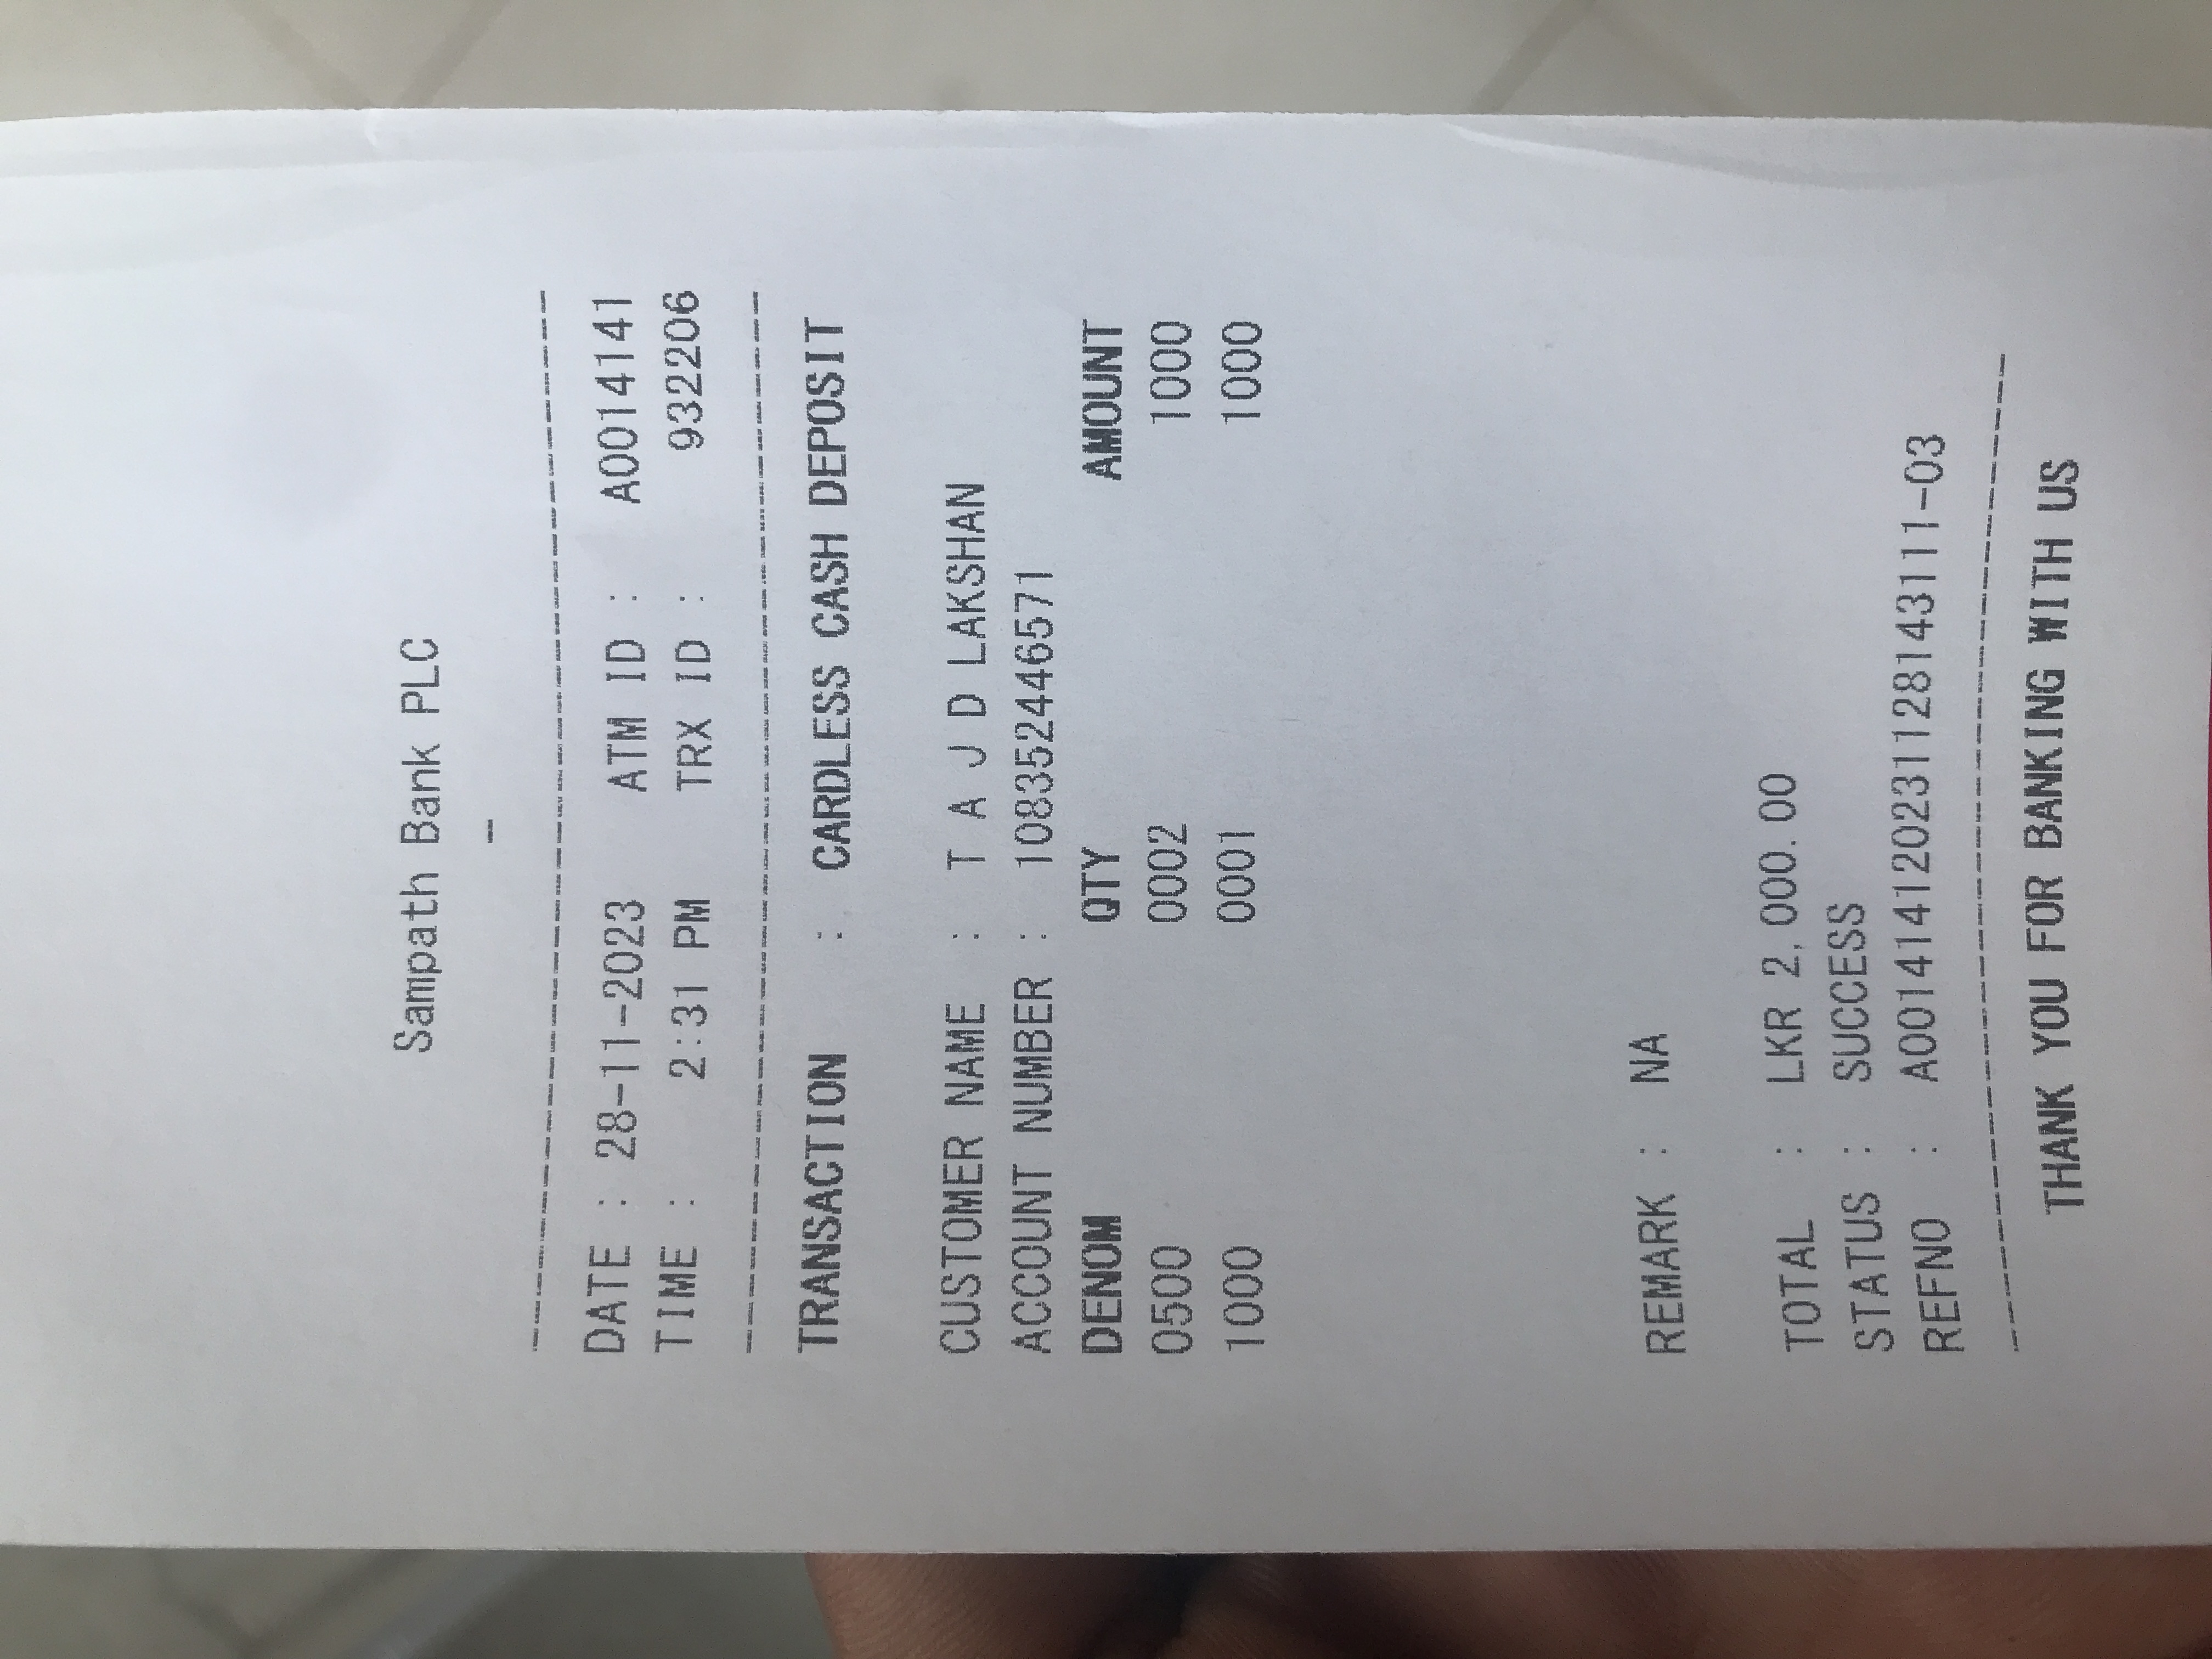 Sampath Bank PLC
-
--------------------------------
DATE : 28-11-2023 ATM ID : A0014141
TIME : 2:31 PM TRX ID : 932206
--------------------------------
TRANSACTION : CARDLESS CASH DEPOSIT
CUSTOMER NAME : T A J D LAKSHAN
ACCOUNT NUMBER : 108352446571
DENOM QTY AMOUNT
0500 0002 1000
1000 0001 1000
REMARK : NA
TOTAL : LKR 2,000.00
STATUS : SUCCESS
REFNO : A001414120231128143111-03
--------------------------------
THANK YOU FOR BANKING WITH US